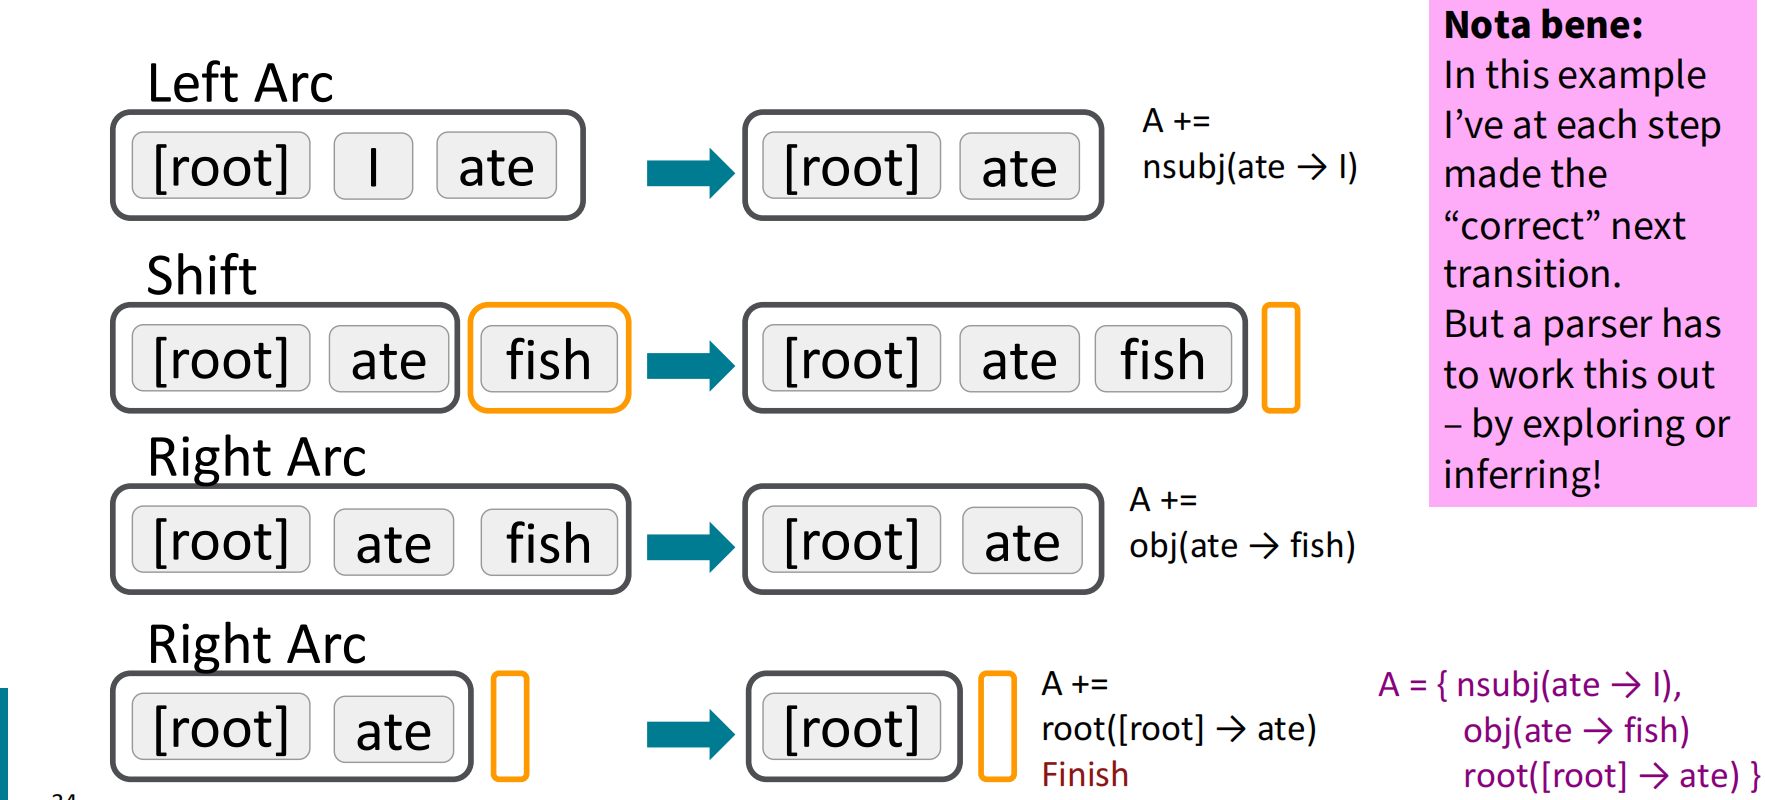 Left Arc
[root] I ate [root] ate
A +=
nsubj(ate → I)
Shift
[root] ate fish [root] ate fish
Right Arc
[root] ate fish [root] ate
A +=
obj(ate → fish)
Right Arc
[root] ate [root]
A +=
root([root] → ate)
Finish
A = { nsubj(ate → I),
obj(ate → fish)
root([root] → ate) }
Nota bene:
In this example
I’ve at each step
made the
“correct” next
transition.
But a parser has
to work this out
– by exploring or
inferring!